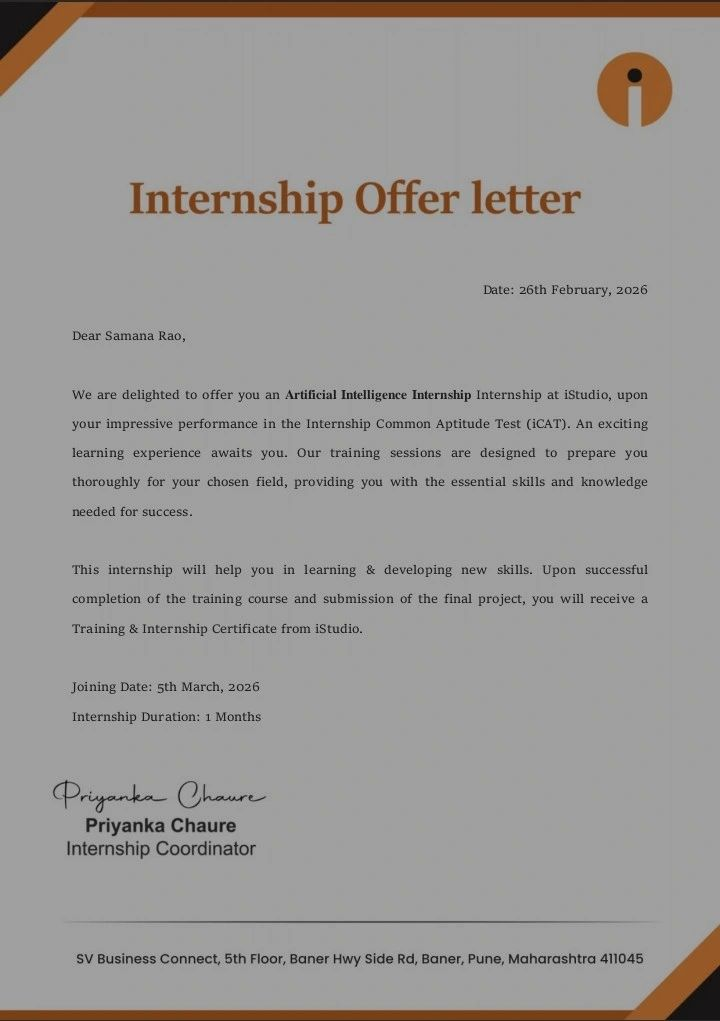 i
Internship Offer letter
Date: 26th February, 2026
Dear Samana Rao,
We are delighted to offer you an Artificial Intelligence Internship Internship at iStudio, upon
your impressive performance in the Internship Common Aptitude Test (iCAT). An exciting
learning experience awaits you. Our training sessions are designed to prepare you
thoroughly for your chosen field, providing you with the essential skills and knowledge
needed for success.
This internship will help you in learning & developing new skills. Upon successful
completion of the training course and submission of the final project, you will receive a
Training & Internship Certificate from iStudio.
Joining Date: 5th March, 2026
Internship Duration: 1 Months
Priyanka Chaure
Priyanka Chaure
Internship Coordinator
SV Business Connect, 5th Floor, Baner Hwy Side Rd, Baner, Pune, Maharashtra 411045